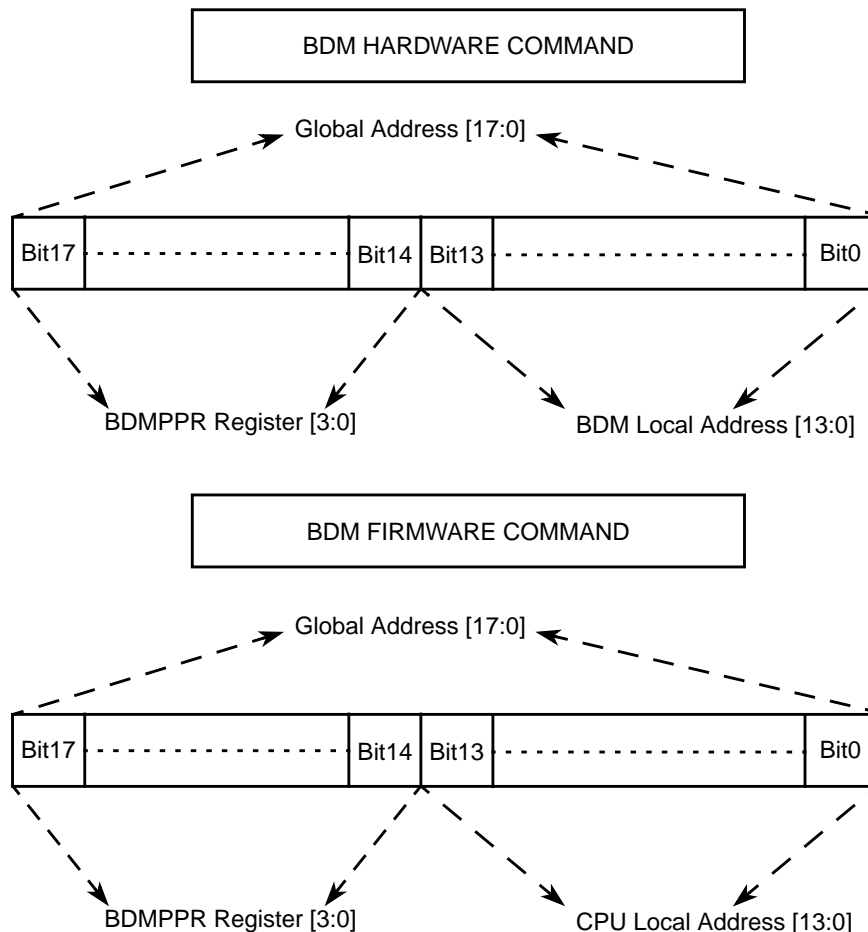 BDM HARDWARE COMMAND
Global Address [17:0]
Bit17 Bit14 Bit13 Bit0
BDMPPR Register [3:0] BDM Local Address [13:0]
BDM FIRMWARE COMMAND
Global Address [17:0]
Bit17 Bit14 Bit13 Bit0
BDMPPR Register [3:0] CPU Local Address [13:0]